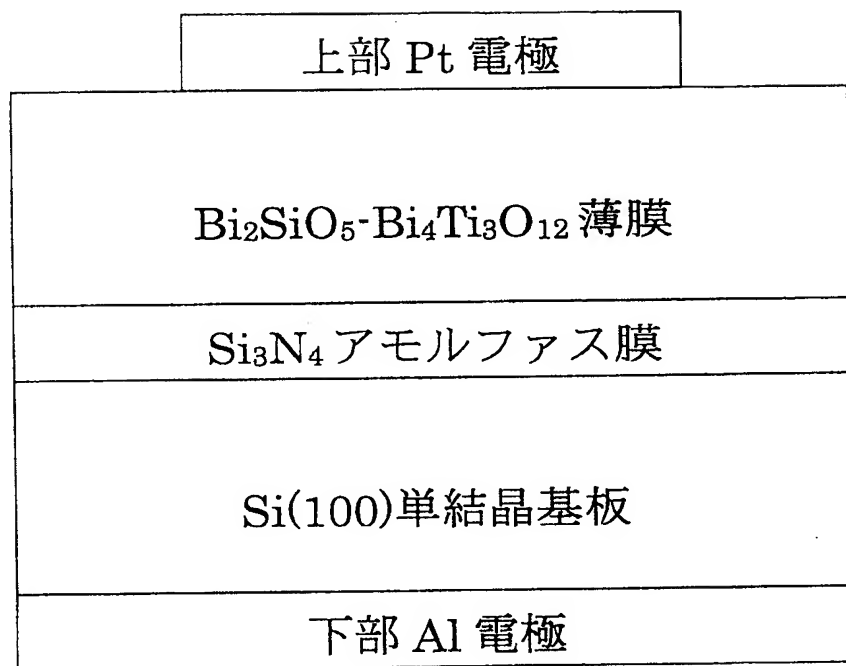 上部 Pt 電極
Bi₂SiO₅-Bi₄Ti₃O₁₂ 薄膜
Si₃N₄ アモルファス膜
Si(100)単結晶基板
下部 Al 電極